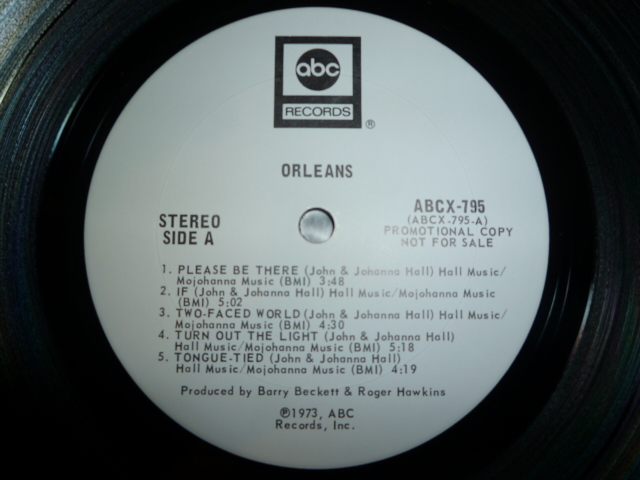 abc
RECORDS
®
ORLEANS
STEREO
SIDE A
ABCX-795
(ABCX-795-A)
PROMOTIONAL COPY
NOT FOR SALE
1. PLEASE BE THERE (John & Johanna Hall) Hall Music/
Mojohanna Music (BMI) 3:48
2. IF (John & Johanna Hall) Hall Music/Mojohanna Music
(BMI) 5:02
3. TWO-FACED WORLD (John & Johanna Hall) Hall Music/
Mojohanna Music (BMI) 4:30
4. TURN OUT THE LIGHT (John & Johanna Hall)
Hall Music/Mojohanna Music (BMI) 5:18
5. TONGUE-TIED (John & Johanna Hall)
Hall Music/Mojohanna Music (BMI) 4:19
Produced by Barry Beckett & Roger Hawkins
℗1973, ABC
Records, Inc.